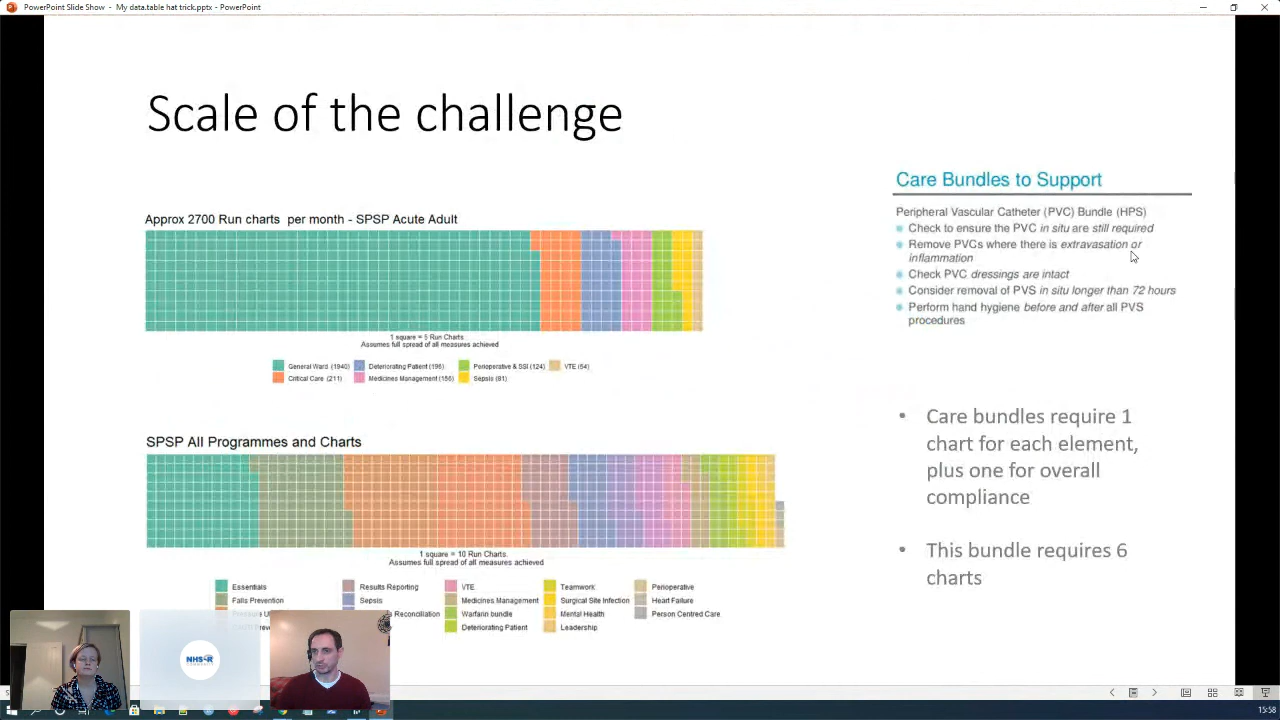 PowerPoint Slide Show - My data.table hat trick.pptx - PowerPoint
Scale of the challenge
Approx 2700 Run charts per month - SPSP Acute Adult
1 square = 5 Run Charts
Assumes full spread of all measures achieved
General Ward (1940)
Deteriorating Patient (196)
Perioperative & SSI (124)
VTE (54)
Critical Care (211)
Medicines Management (156)
Sepsis (81)
SPSP All Programmes and Charts
1 square = 10 Run Charts.
Assumes full spread of all measures achieved
Essentials
Results Reporting
VTE
Teamwork
Perioperative
Falls Prevention
Sepsis
Medicines Management
Surgical Site Infection
Heart Failure
Reconciliation
Warfarin bundle
Mental Health
Person Centred Care
Deteriorating Patient
Leadership
Care Bundles to Support
Peripheral Vascular Catheter (PVC) Bundle (HPS)
Check to ensure the PVC in situ are still required
Remove PVCs where there is extravasation or
inflammation
Check PVC dressings are intact
Consider removal of PVS in situ longer than 72 hours
Perform hand hygiene before and after all PVS
procedures
• Care bundles require 1
chart for each element,
plus one for overall
compliance
• This bundle requires 6
charts
NHS-R
COMMUNITY
15:58